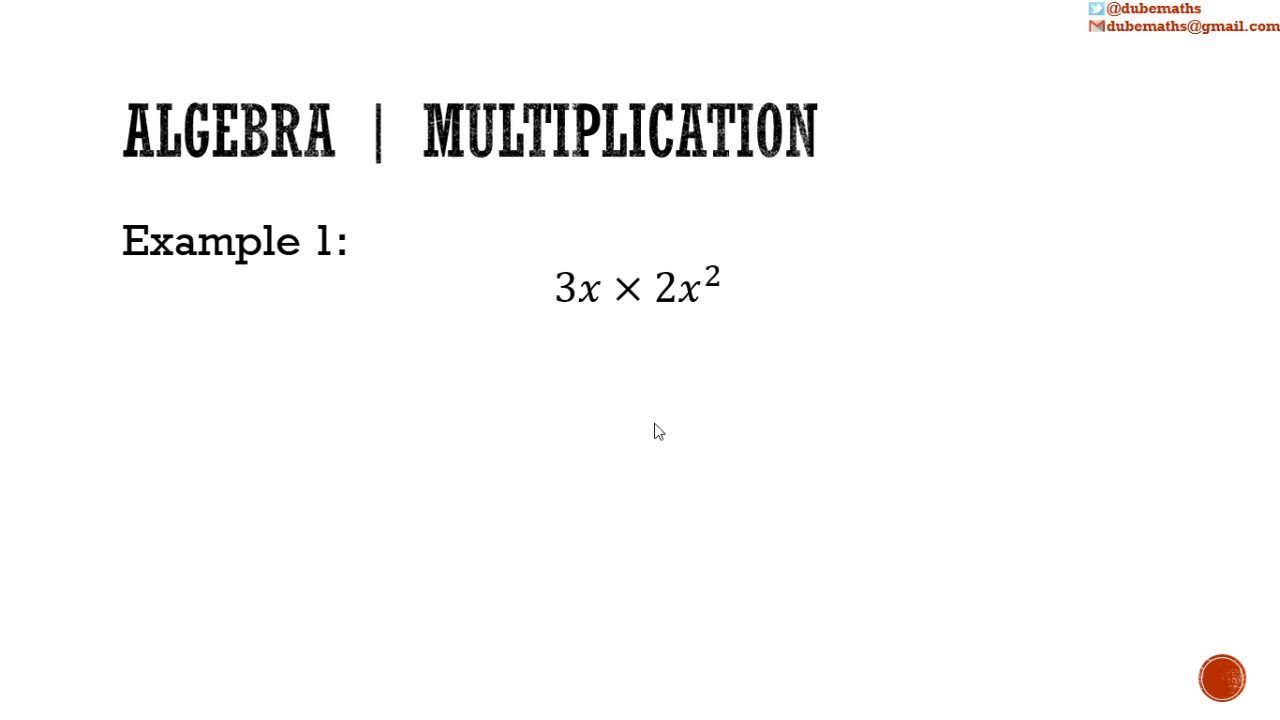 @dubemaths
dubemaths@gmail.com
ALGEBRA | MULTIPLICATION
Example 1:
3x × 2x²